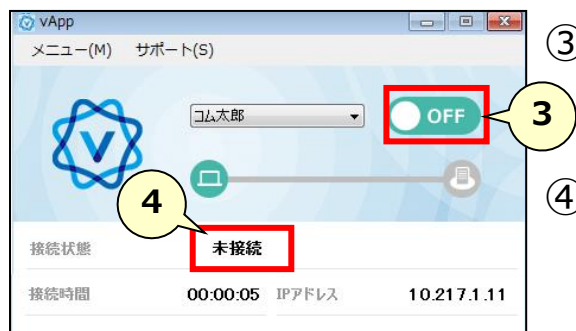 vApp
メニュー(M) サポート(S)
③
コム太郎
OFF
3
④
4
接続状態 未接続
接続時間 00:00:05 IPアドレス 10.217.1.11